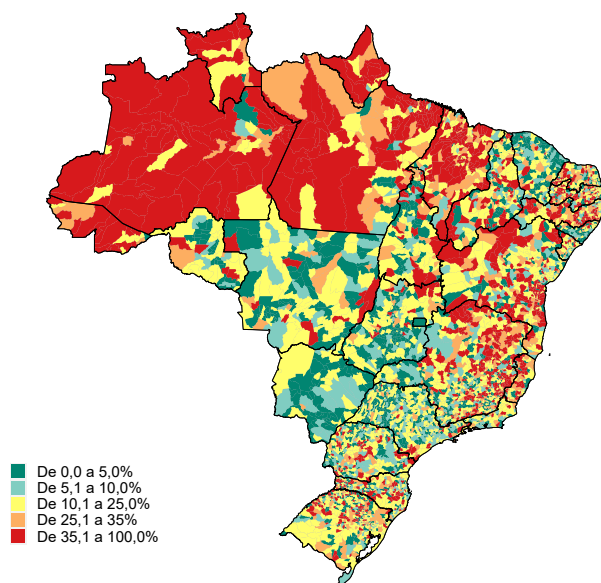 De 0,0 a 5,0%
De 5,1 a 10,0%
De 10,1 a 25,0%
De 25,1 a 35%
De 35,1 a 100,0%